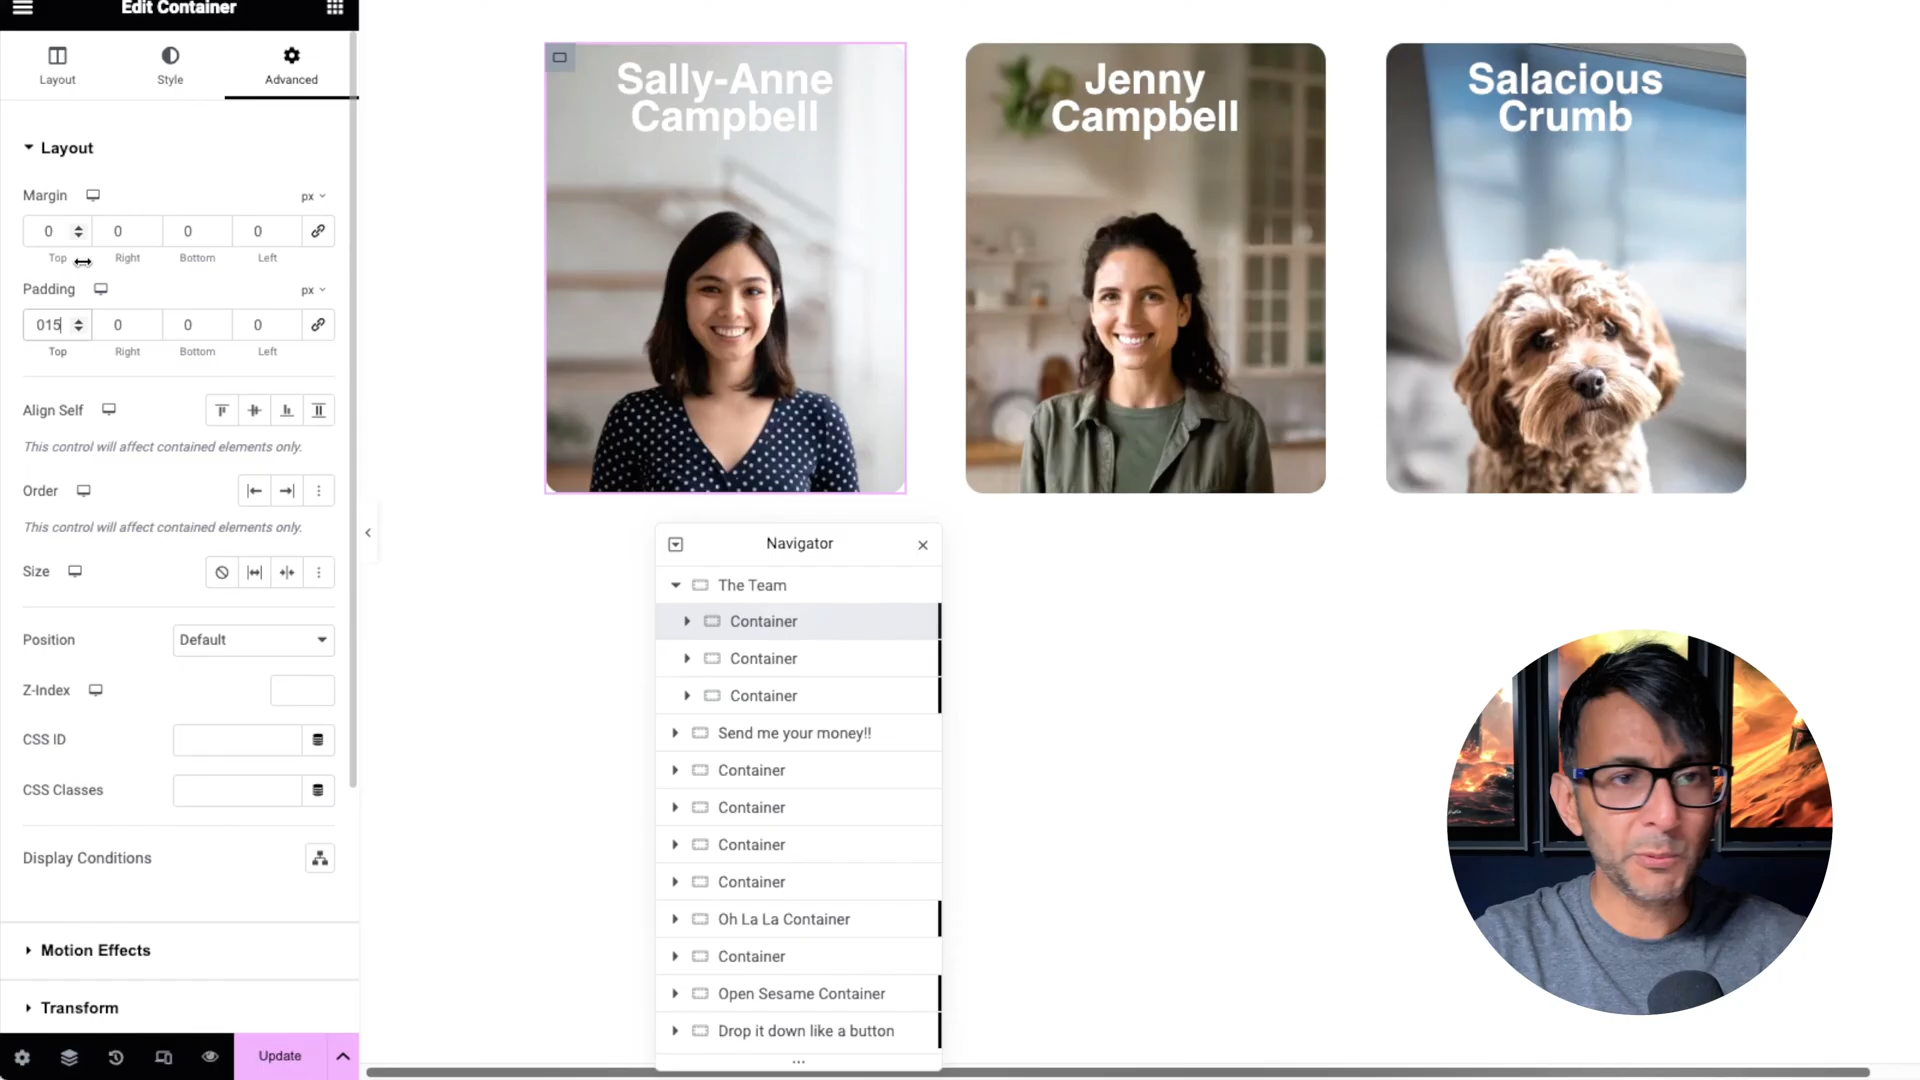 Edit Container
Layout
Style
Advanced
Layout
Margin
px
0
0
0
0
Top
Right
Bottom
Left
Padding
px
015
0
0
0
Top
Right
Bottom
Left
Align Self
This control will affect contained elements only.
Order
This control will affect contained elements only.
Size
Position
Default
Z-Index
CSS ID
CSS Classes
Display Conditions
Motion Effects
Transform
Update
Sally-Anne
Campbell
Jenny
Campbell
Salacious
Crumb
Navigator
The Team
Container
Container
Container
Send me your money!!
Container
Container
Container
Container
Oh La La Container
Container
Open Sesame Container
Drop it down like a button